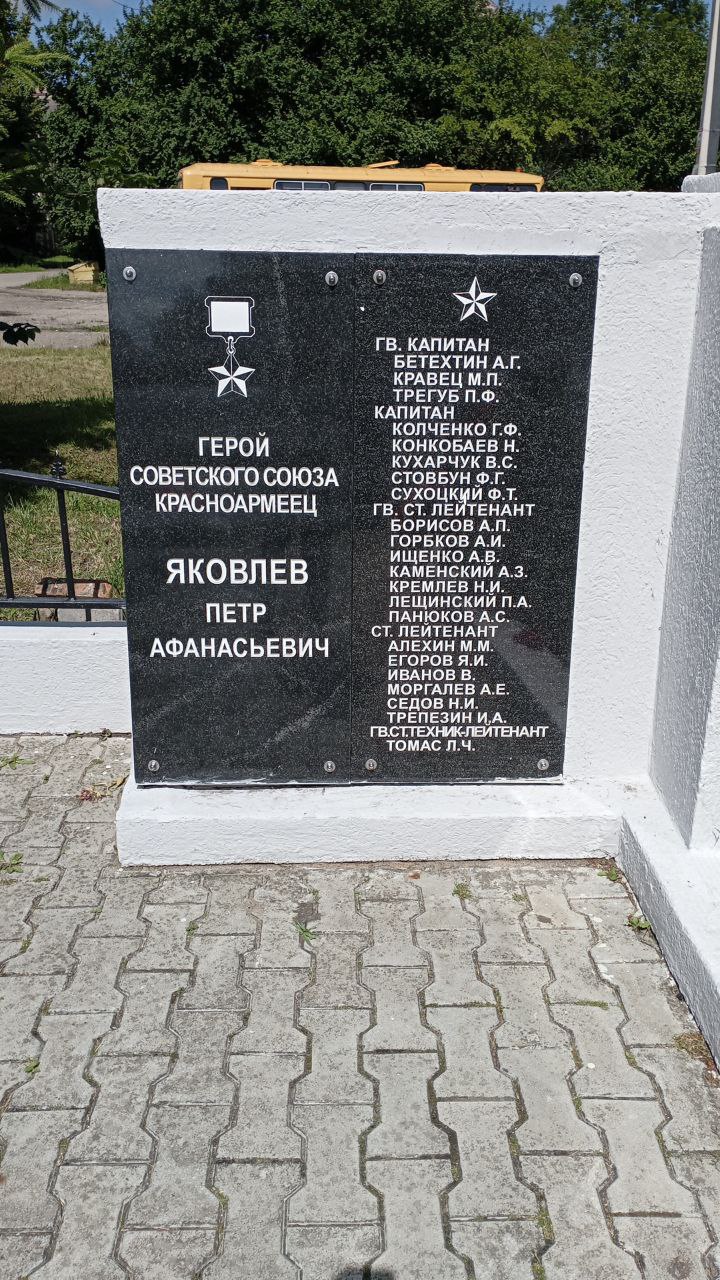 ГЕРОЙ
СОВЕТСКОГО СОЮЗА
КРАСНОАРМЕЕЦ
ЯКОВЛЕВ
ПЕТР
АФАНАСЬЕВИЧ
ГВ. КАПИТАН
БЕТЕХТИН А.Г.
КРАВЕЦ М.П.
ТРЕГУБ П.Ф.
КАПИТАН
КОЛЧЕНКО Г.Ф.
КОНКОБАЕВ Н.
КУХАРЧУК В.С.
СТОВБУН Ф.Г.
СУХОЦКИЙ Ф.Т.
ГВ. СТ. ЛЕЙТЕНАНТ
БОРИСОВ А.П.
ГОРБКОВ А.И.
ИЩЕНКО А.В.
КАМЕНСКИЙ А.З.
КРЕМЛЕВ Н.И.
ЛЕЩИНСКИЙ П.А.
ПАНЮКОВ А.С.
СТ. ЛЕЙТЕНАНТ
АЛЕХИН М.М.
ЕГОРОВ Я.И.
ИВАНОВ В.
МОРГАЛЕВ А.Е.
СЕДОВ Н.И.
ТРЕПЕЗИН И.А.
ГВ.СТ.ТЕХНИК-ЛЕЙТЕНАНТ
ТОМАС Л.Ч.